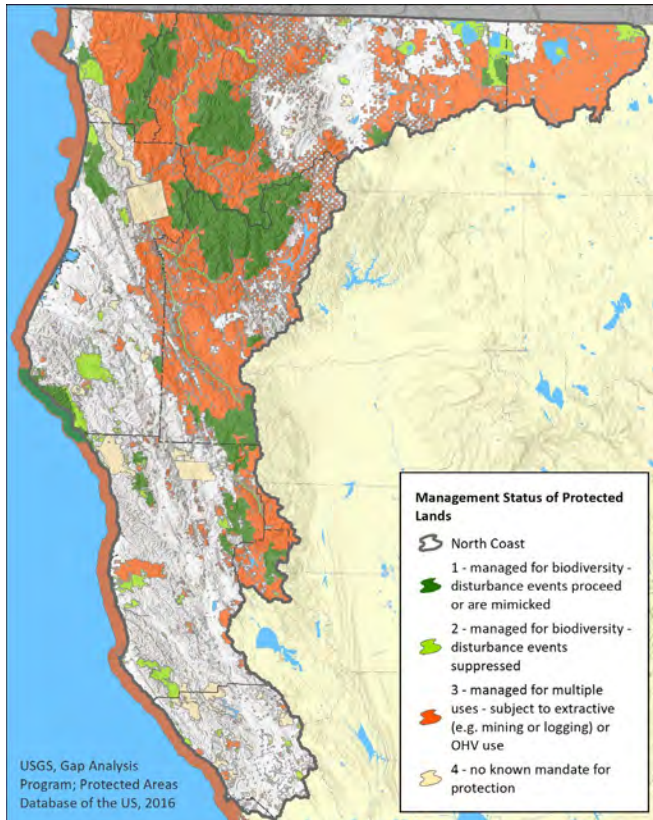 Management Status of Protected
Lands
North Coast
1 - managed for biodiversity -
disturbance events proceed
or are mimicked
2 - managed for biodiversity -
disturbance events
suppressed
3 - managed for multiple
uses - subject to extractive
(e.g. mining or logging) or
OHV use
4 - no known mandate for
protection
USGS, Gap Analysis
Program; Protected Areas
Database of the US, 2016